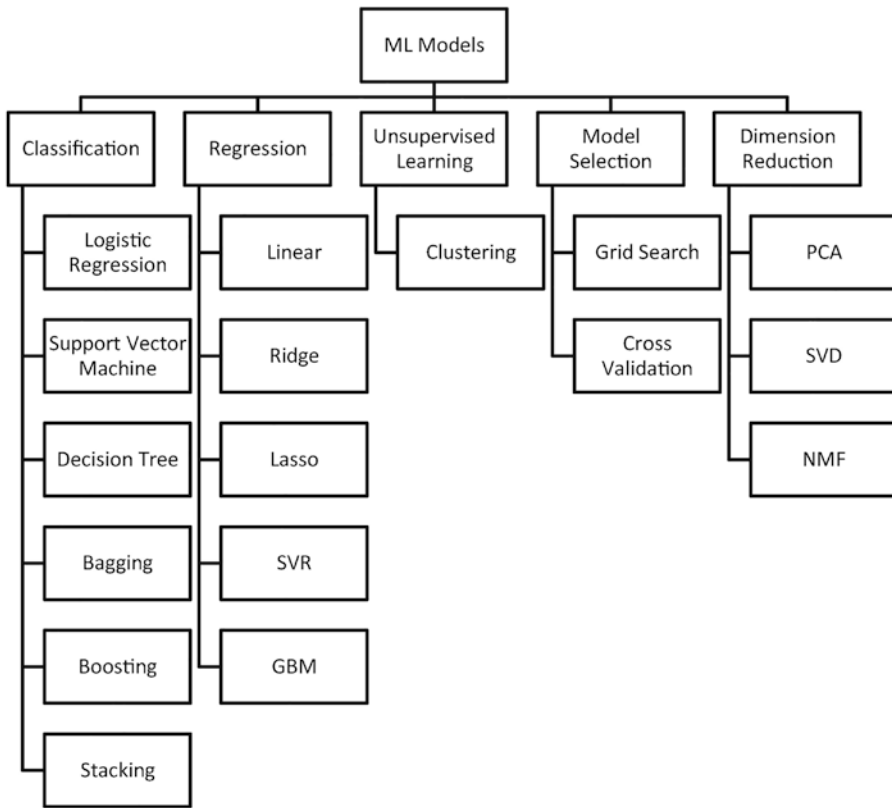 ML Models
Classification
Regression
Unsupervised
Learning
Model
Selection
Dimension
Reduction
Logistic
Regression
Support Vector
Machine
Decision Tree
Bagging
Boosting
Stacking
Linear
Ridge
Lasso
SVR
GBM
Clustering
Grid Search
Cross
Validation
PCA
SVD
NMF